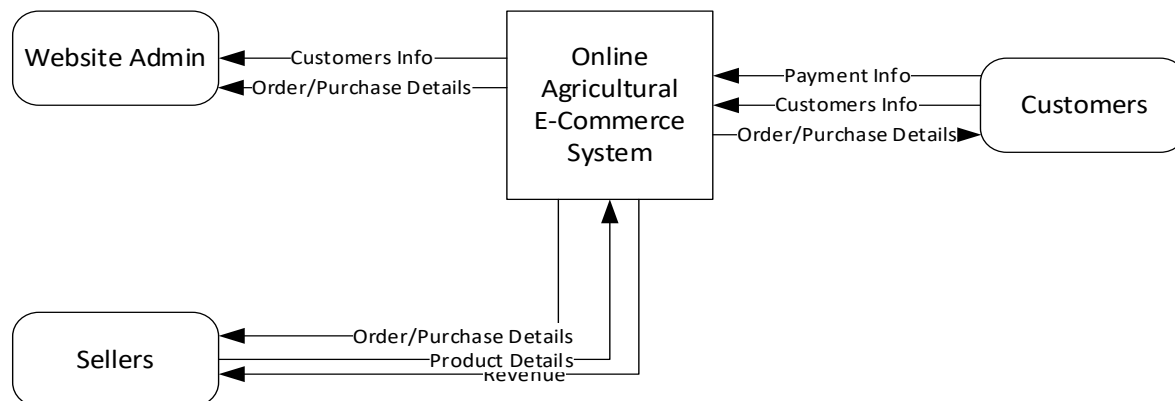 Website Admin
Customers Info
Order/Purchase Details
Online
Agricultural
E-Commerce
System
Payment Info
Customers Info
Order/Purchase Details
Customers
Sellers
Order/Purchase Details
Product Details
Revenue